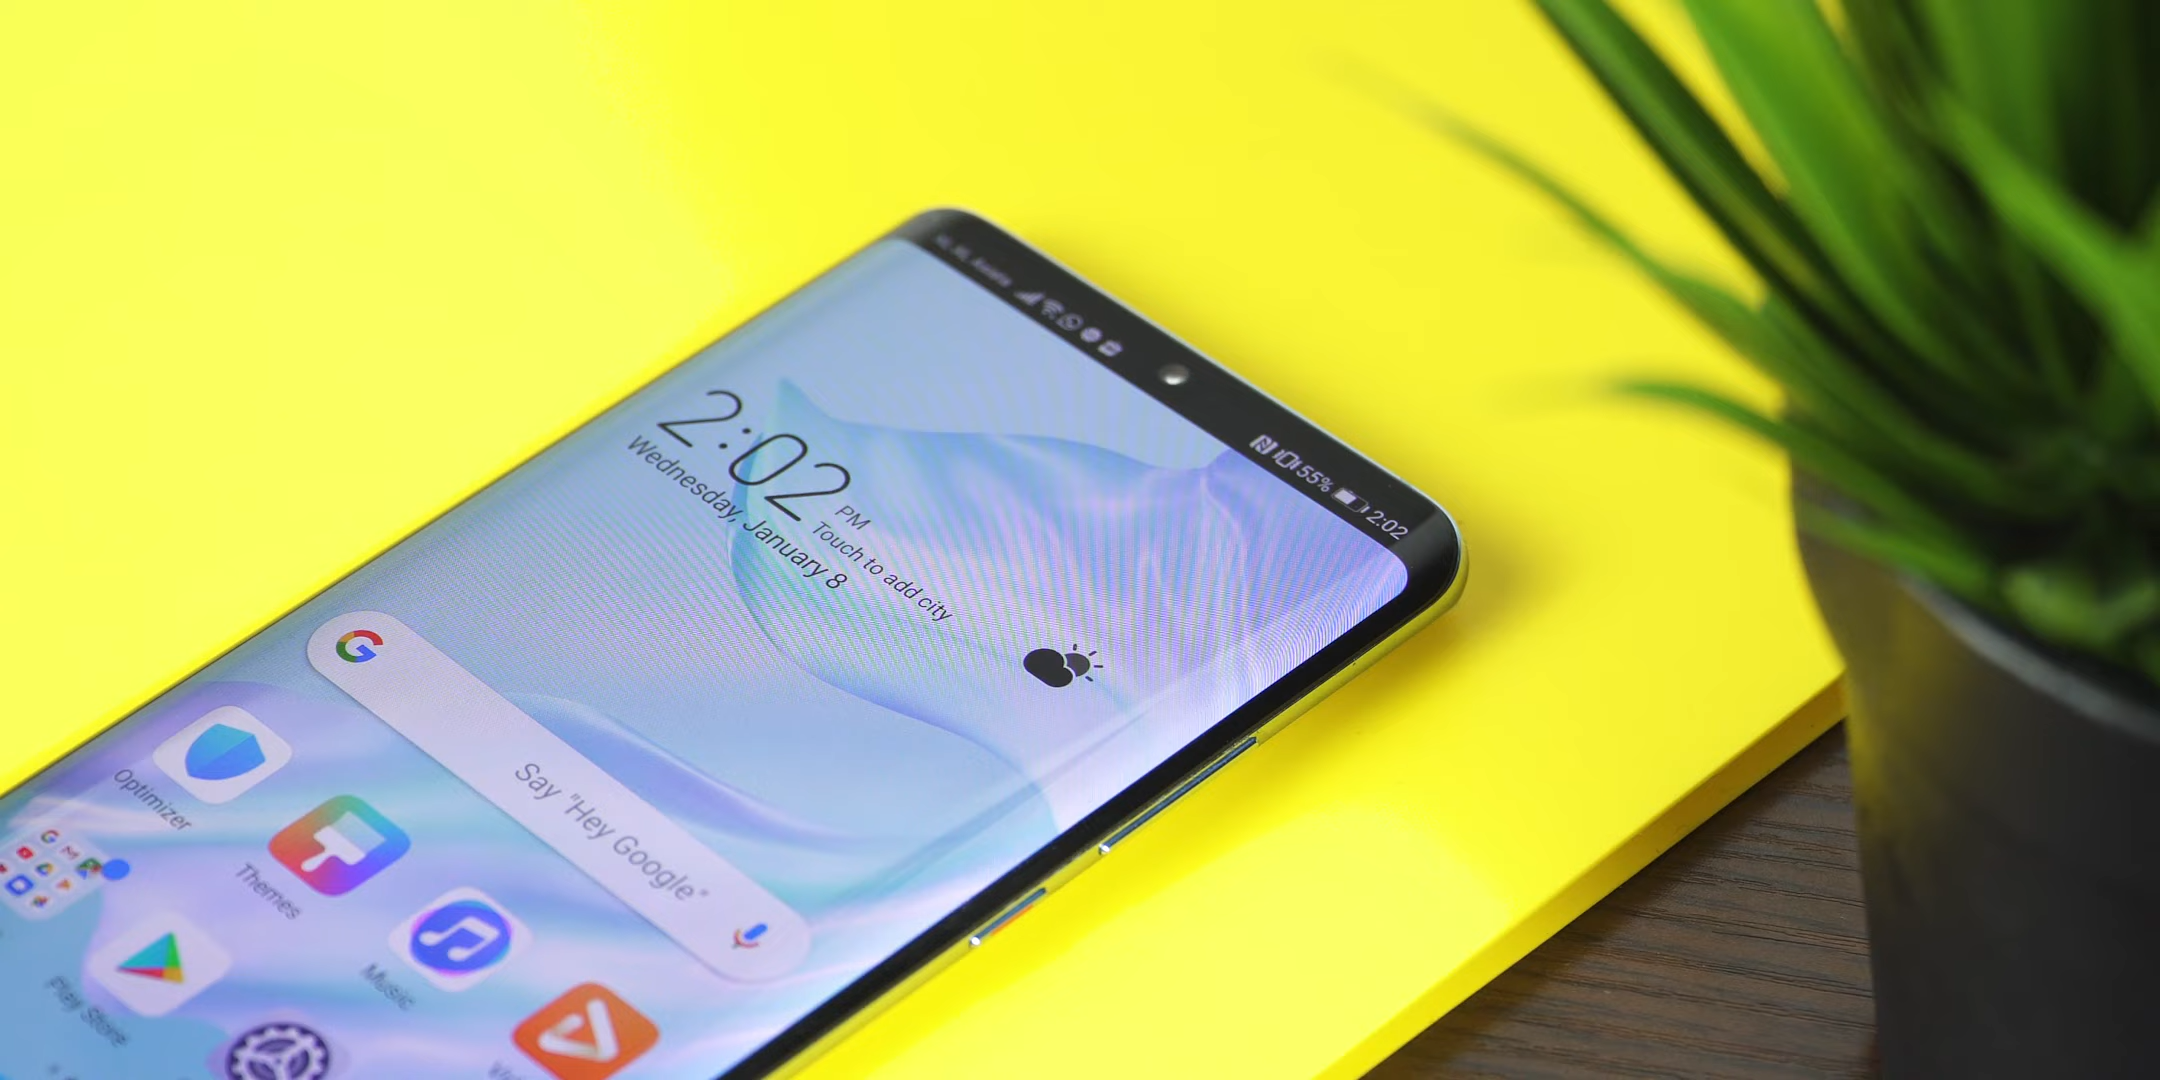 55% 2:02
2:02 PM
Touch to add city
Wednesday, January 8
Say "Hey Google"
Optimizer
Themes
Music
Play Store